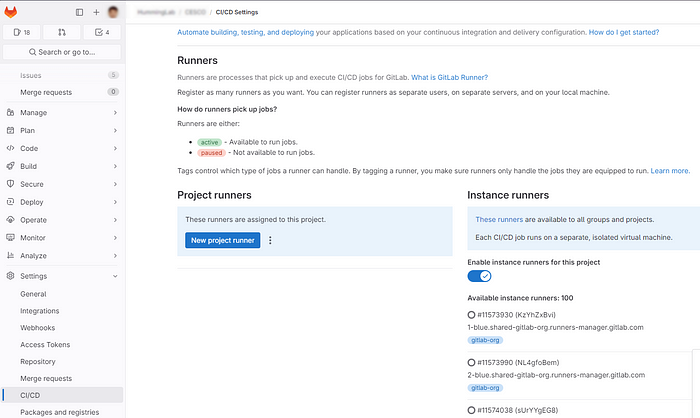 CI/CD Settings
18
4
Search or go to...
Issues 5
Merge requests 0
Manage
Plan
Code
Build
Secure
Deploy
Operate
Monitor
Analyze
Settings
General
Integrations
Webhooks
Access Tokens
Repository
Merge requests
CI/CD
Packages and registries
Automate building, testing, and deploying your applications based on your continuous integration and delivery configuration. How do I get started?
Runners
Runners are processes that pick up and execute CI/CD jobs for GitLab. What is GitLab Runner?
Register as many runners as you want. You can register runners as separate users, on separate servers, and on your local machine.
How do runners pick up jobs?
Runners are either:
active - Available to run jobs.
paused - Not available to run jobs.
Tags control which type of jobs a runner can handle. By tagging a runner, you make sure runners only handle the jobs they are equipped to run. Learn more.
Project runners
These runners are assigned to this project.
New project runner
Instance runners
These runners are available to all groups and projects.
Each CI/CD job runs on a separate, isolated virtual machine.
Enable instance runners for this project
Available instance runners: 100
#11573930 (KzYhZxBvi)
1-blue.shared-gitlab-org.runners-manager.gitlab.com
gitlab-org
#11573990 (NL4gfoBem)
2-blue.shared-gitlab-org.runners-manager.gitlab.com
gitlab-org
#11574038 (sUrYYgEG8)